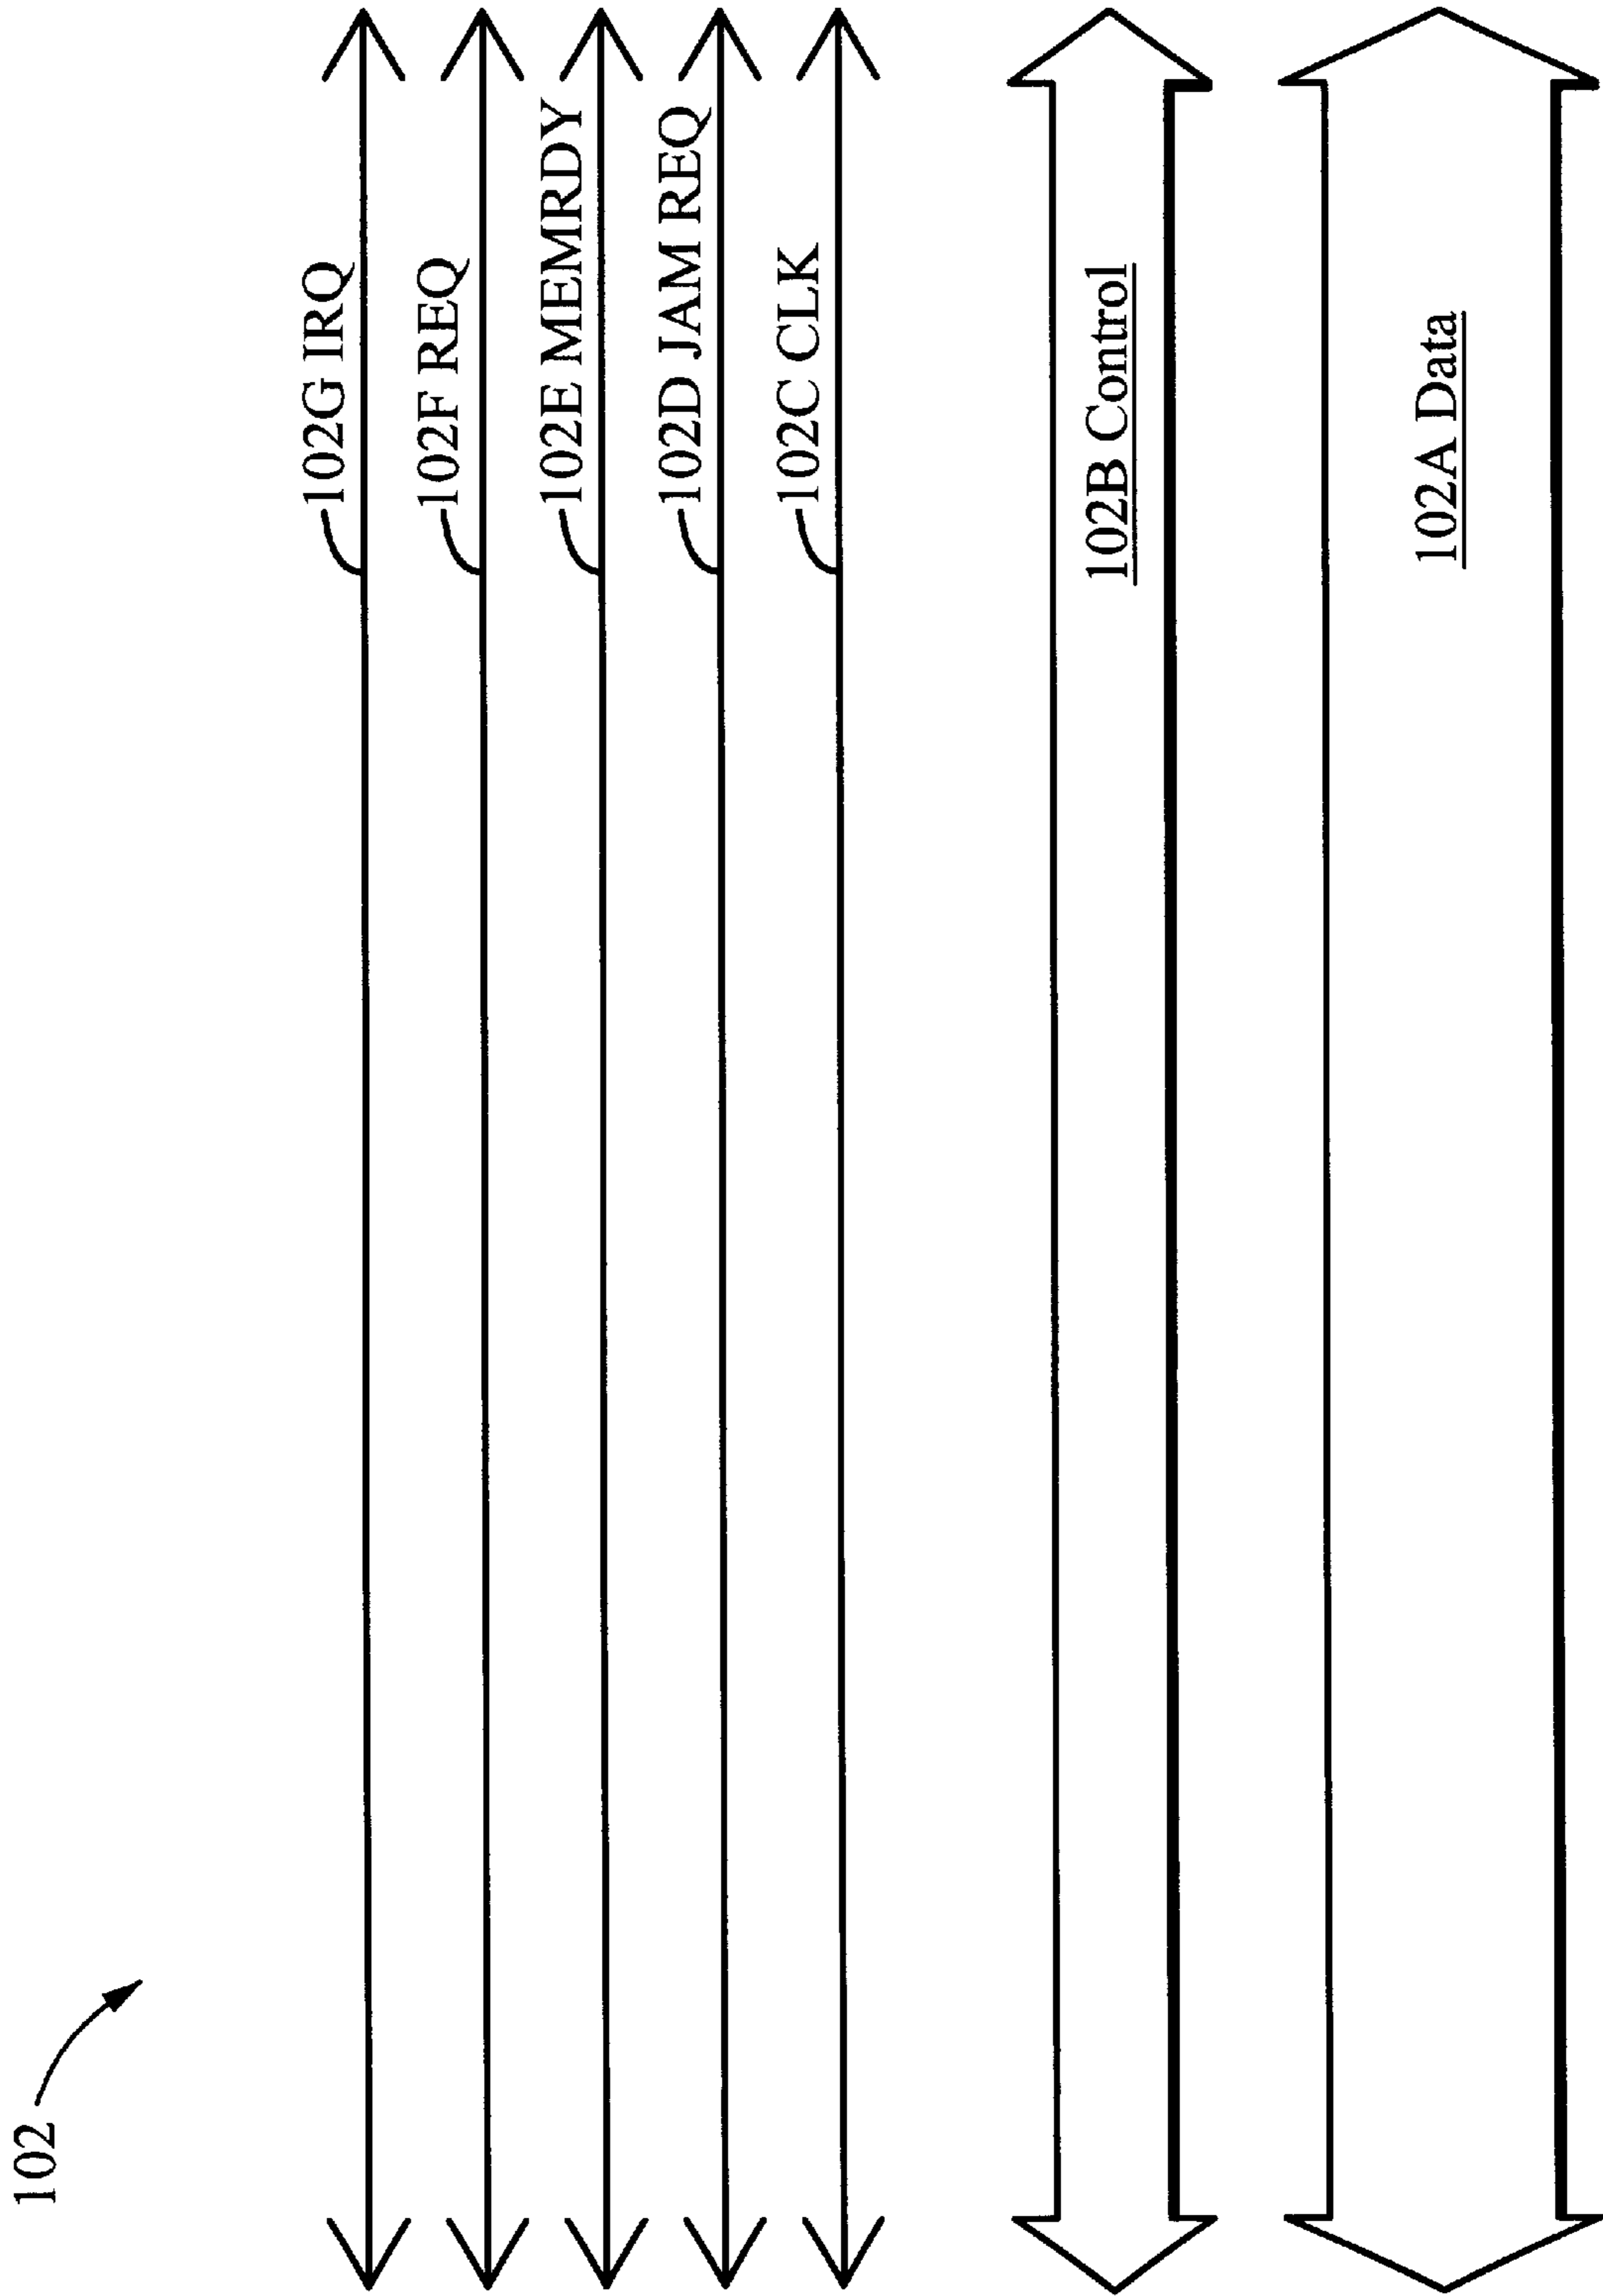 102
102G IRQ
102F REQ
102E MEMRDY
102D JAM REQ
102C CLK
102B Control
102A Data